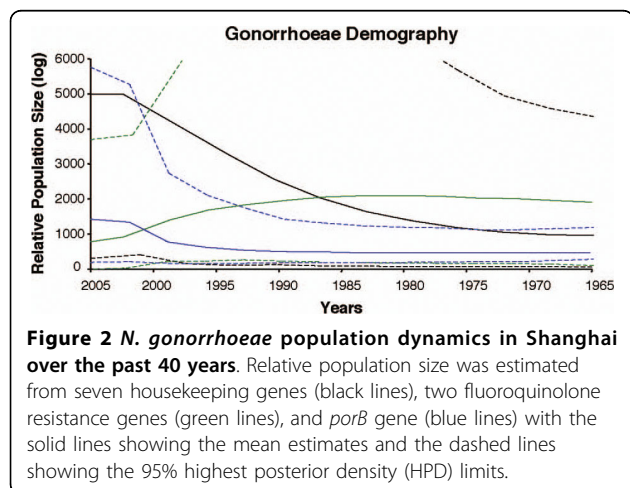 Gonorrhoeae Demography
Relative Population Size (log)
6000
5000
4000
3000
2000
1000
0
2005 2000 1995 1990 1985 1980 1975 1970 1965
Years
Figure 2 N. gonorrhoeae population dynamics in Shanghai
over the past 40 years. Relative population size was estimated
from seven housekeeping genes (black lines), two fluoroquinolone
resistance genes (green lines), and porB gene (blue lines) with the
solid lines showing the mean estimates and the dashed lines
showing the 95% highest posterior density (HPD) limits.